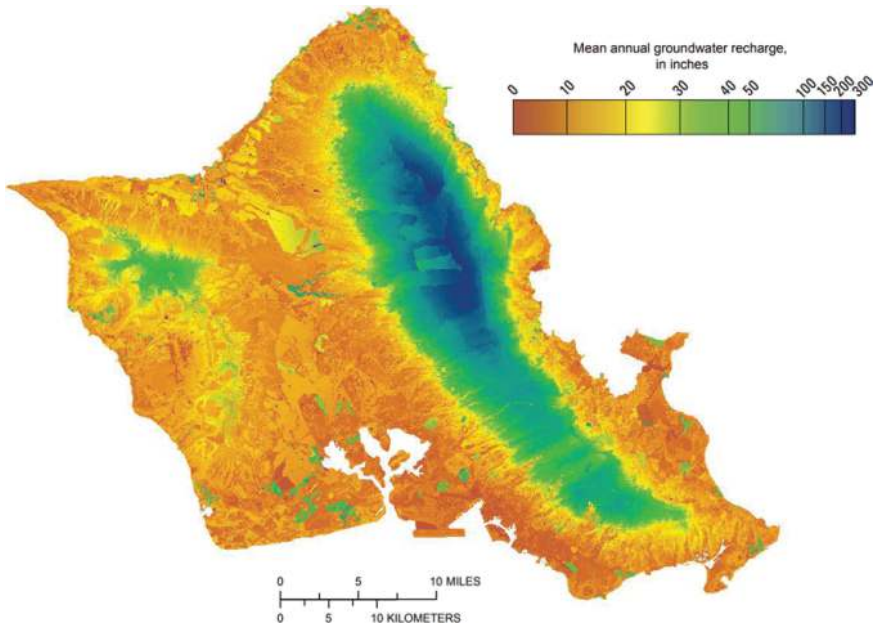 Mean annual groundwater recharge,
in inches
0 10 20 30 40 50 100 150 200 300
0 5 10 MILES
0 5 10 KILOMETERS